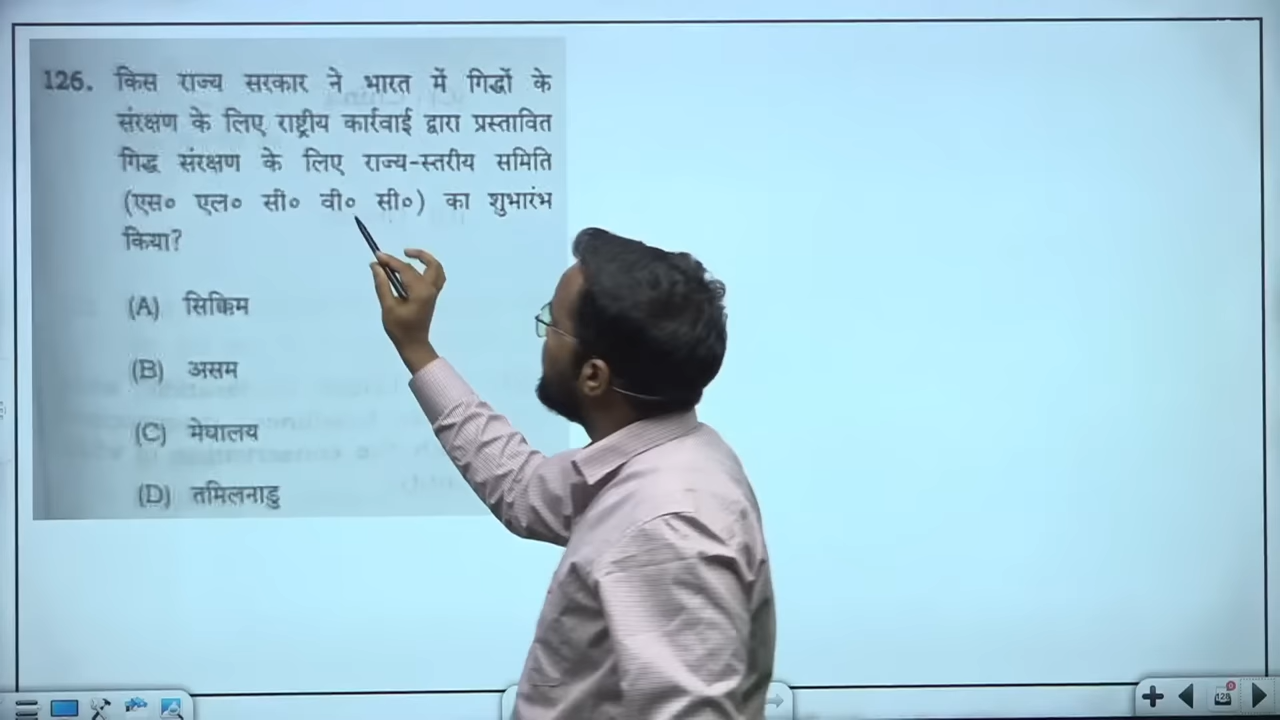 126. किस राज्य सरकार ने भारत में गिद्धों के
संरक्षण के लिए राष्ट्रीय कार्रवाई द्वारा प्रस्तावित
गिद्ध संरक्षण के लिए राज्य-स्तरीय समिति
(एस० एल० सी० वी० सी०) का शुभारंभ
किया?
(A) सिक्किम
(B) असम
(C) मेघालय
(D) तमिलनाडु